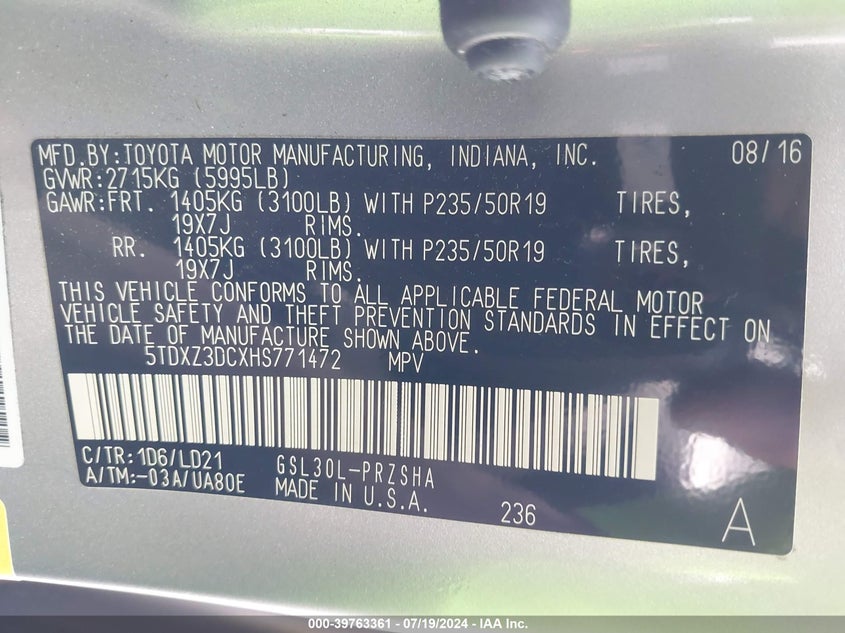 MFD.BY:TOYOTA MOTOR MANUFACTURING, INDIANA, INC. 08/16
GVWR:2715KG (5995LB)
GAWR:FRT. 1405KG (3100LB) WITH P235/50R19 TIRES,
19X7J RIMS.
RR. 1405KG (3100LB) WITH P235/50R19 TIRES,
19X7J RIMS.
THIS VEHICLE CONFORMS TO ALL APPLICABLE FEDERAL MOTOR
VEHICLE SAFETY AND THEFT PREVENTION STANDARDS IN EFFECT ON
THE DATE OF MANUFACTURE SHOWN ABOVE.
5TDXZ3DCXHS771472 MPV
C/TR:1D6/LD21 GSL30L-PRZSHA
A/TM:-03A/UA80E MADE IN U.S.A.
236 A
000-39763361 - 07/19/2024 - IAA Inc.